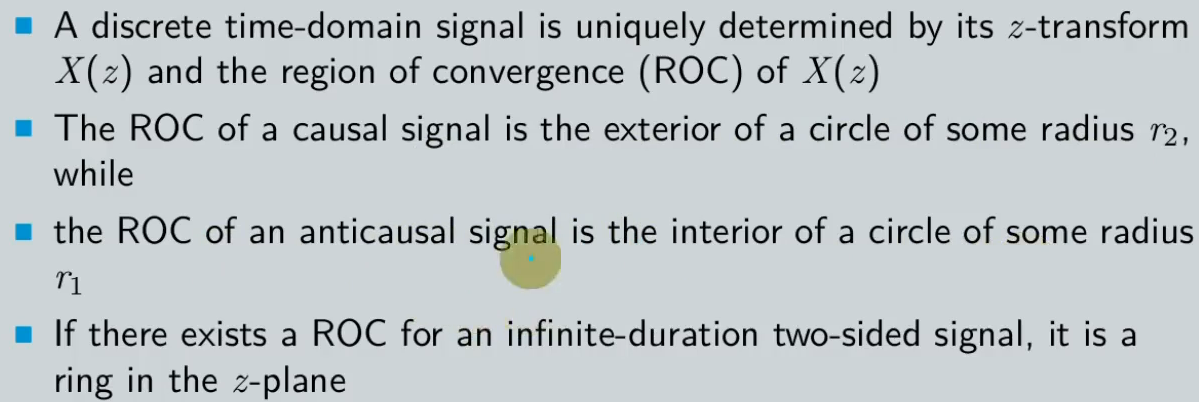 A discrete time-domain signal is uniquely determined by its z-transform
X(z) and the region of convergence (ROC) of X(z)
The ROC of a causal signal is the exterior of a circle of some radius r₂,
while
the ROC of an anticausal signal is the interior of a circle of some radius
r₁
If there exists a ROC for an infinite-duration two-sided signal, it is a
ring in the z-plane